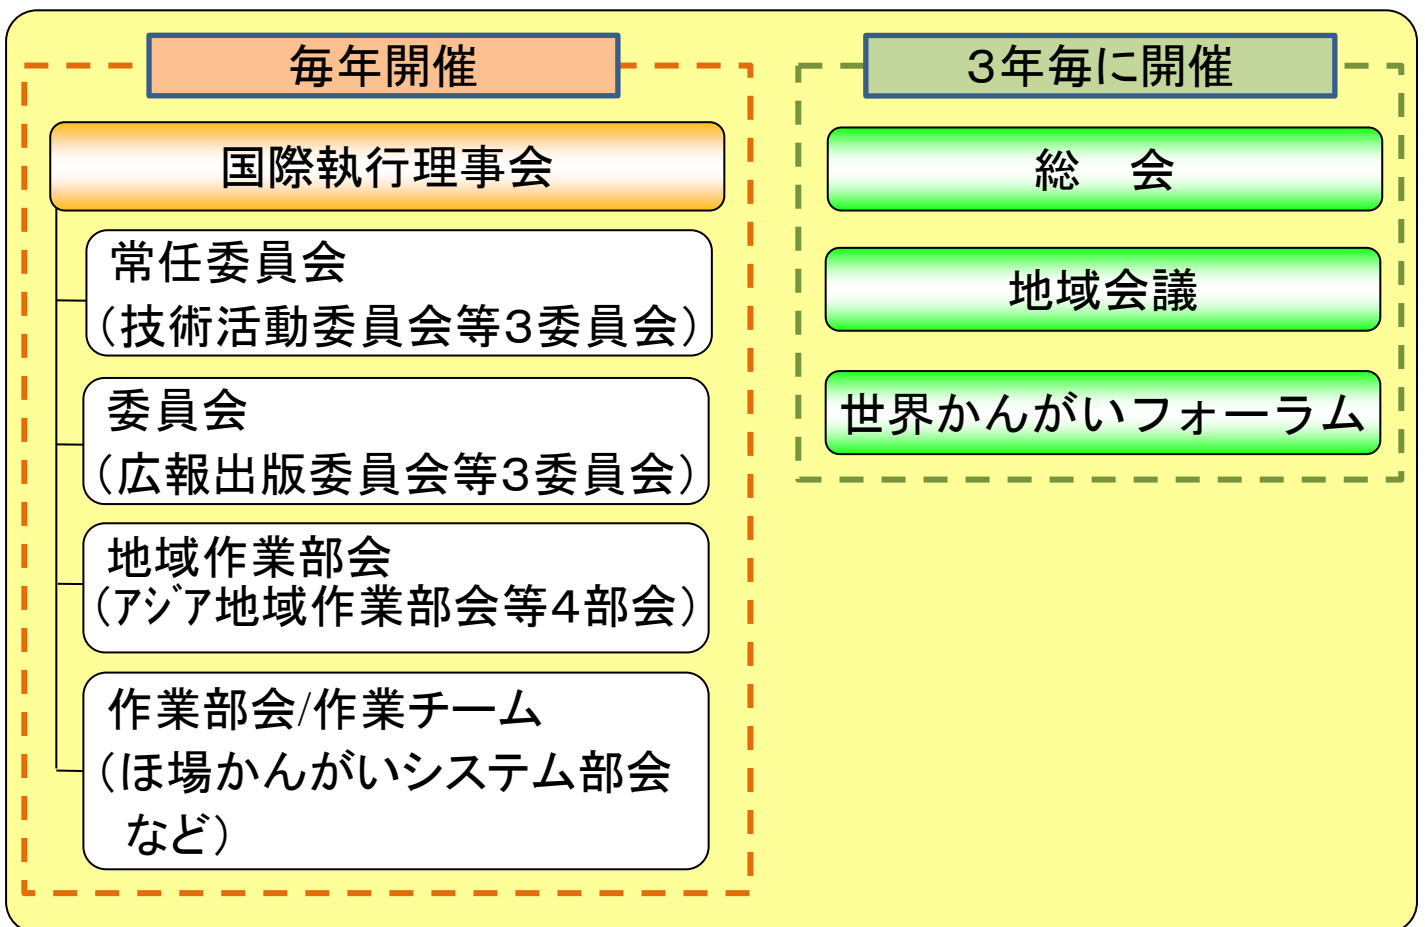 毎年開催
国際執行理事会
常任委員会
（技術活動委員会等３委員会）
委員会
（広報出版委員会等３委員会）
地域作業部会
（ｱｼﾞｱ地域作業部会等４部会）
作業部会/作業チーム
（ほ場かんがいシステム部会
など）
３年毎に開催
総　会
地域会議
世界かんがいフォーラム